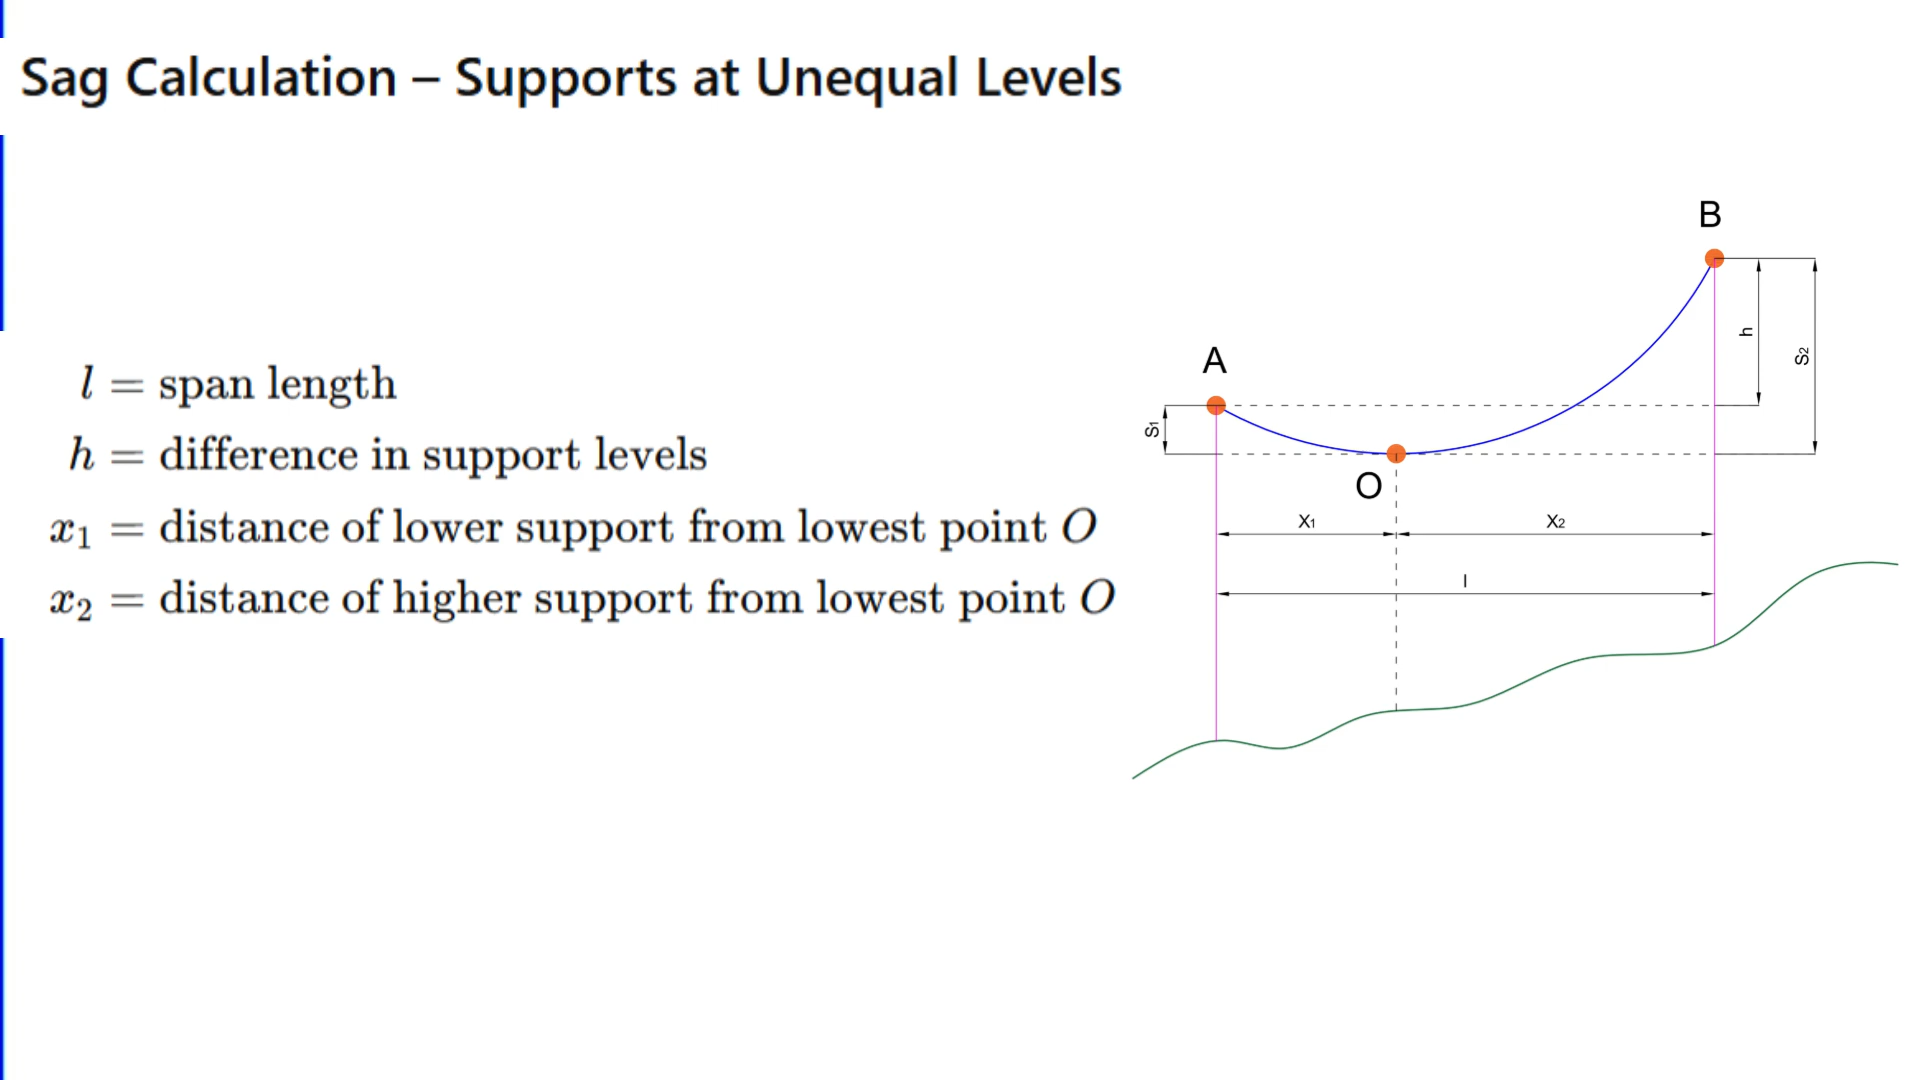 Sag Calculation – Supports at Unequal Levels
l = span length
h = difference in support levels
x₁ = distance of lower support from lowest point O
x₂ = distance of higher support from lowest point O
B
A
h
S₂
S₁
O
X₁
X₂
l